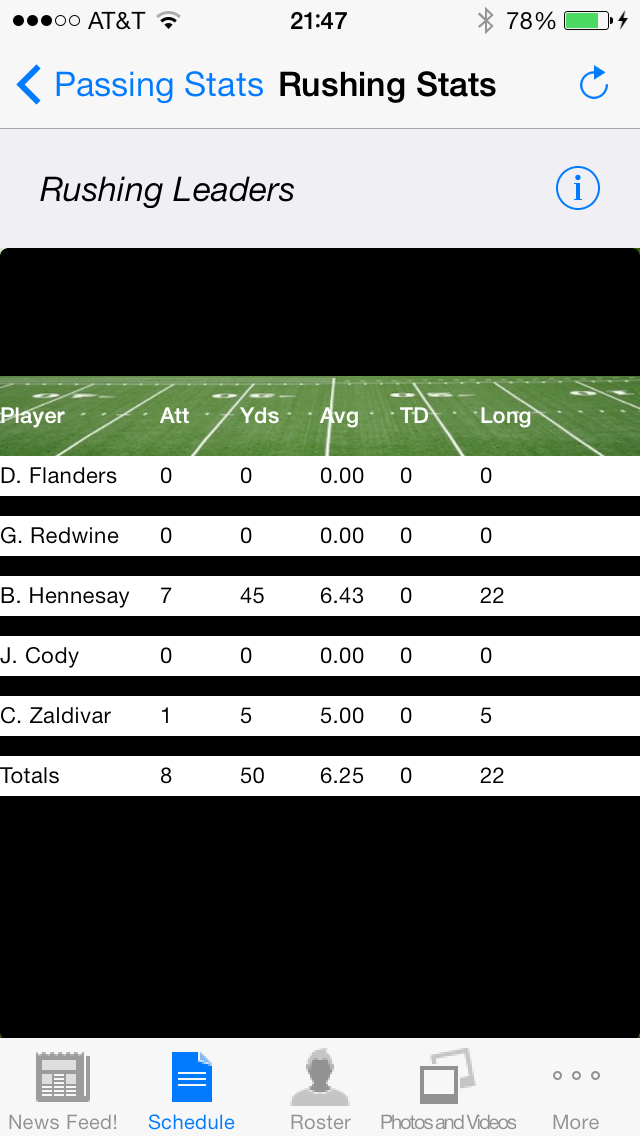 AT&T 21:47 78%
Passing Stats Rushing Stats
Rushing Leaders
Player Att Yds Avg TD Long
D. Flanders 0 0 0.00 0 0
G. Redwine 0 0 0.00 0 0
B. Hennesay 7 45 6.43 0 22
J. Cody 0 0 0.00 0 0
C. Zaldivar 1 5 5.00 0 5
Totals 8 50 6.25 0 22
News Feed! Schedule Roster Photos and Videos More